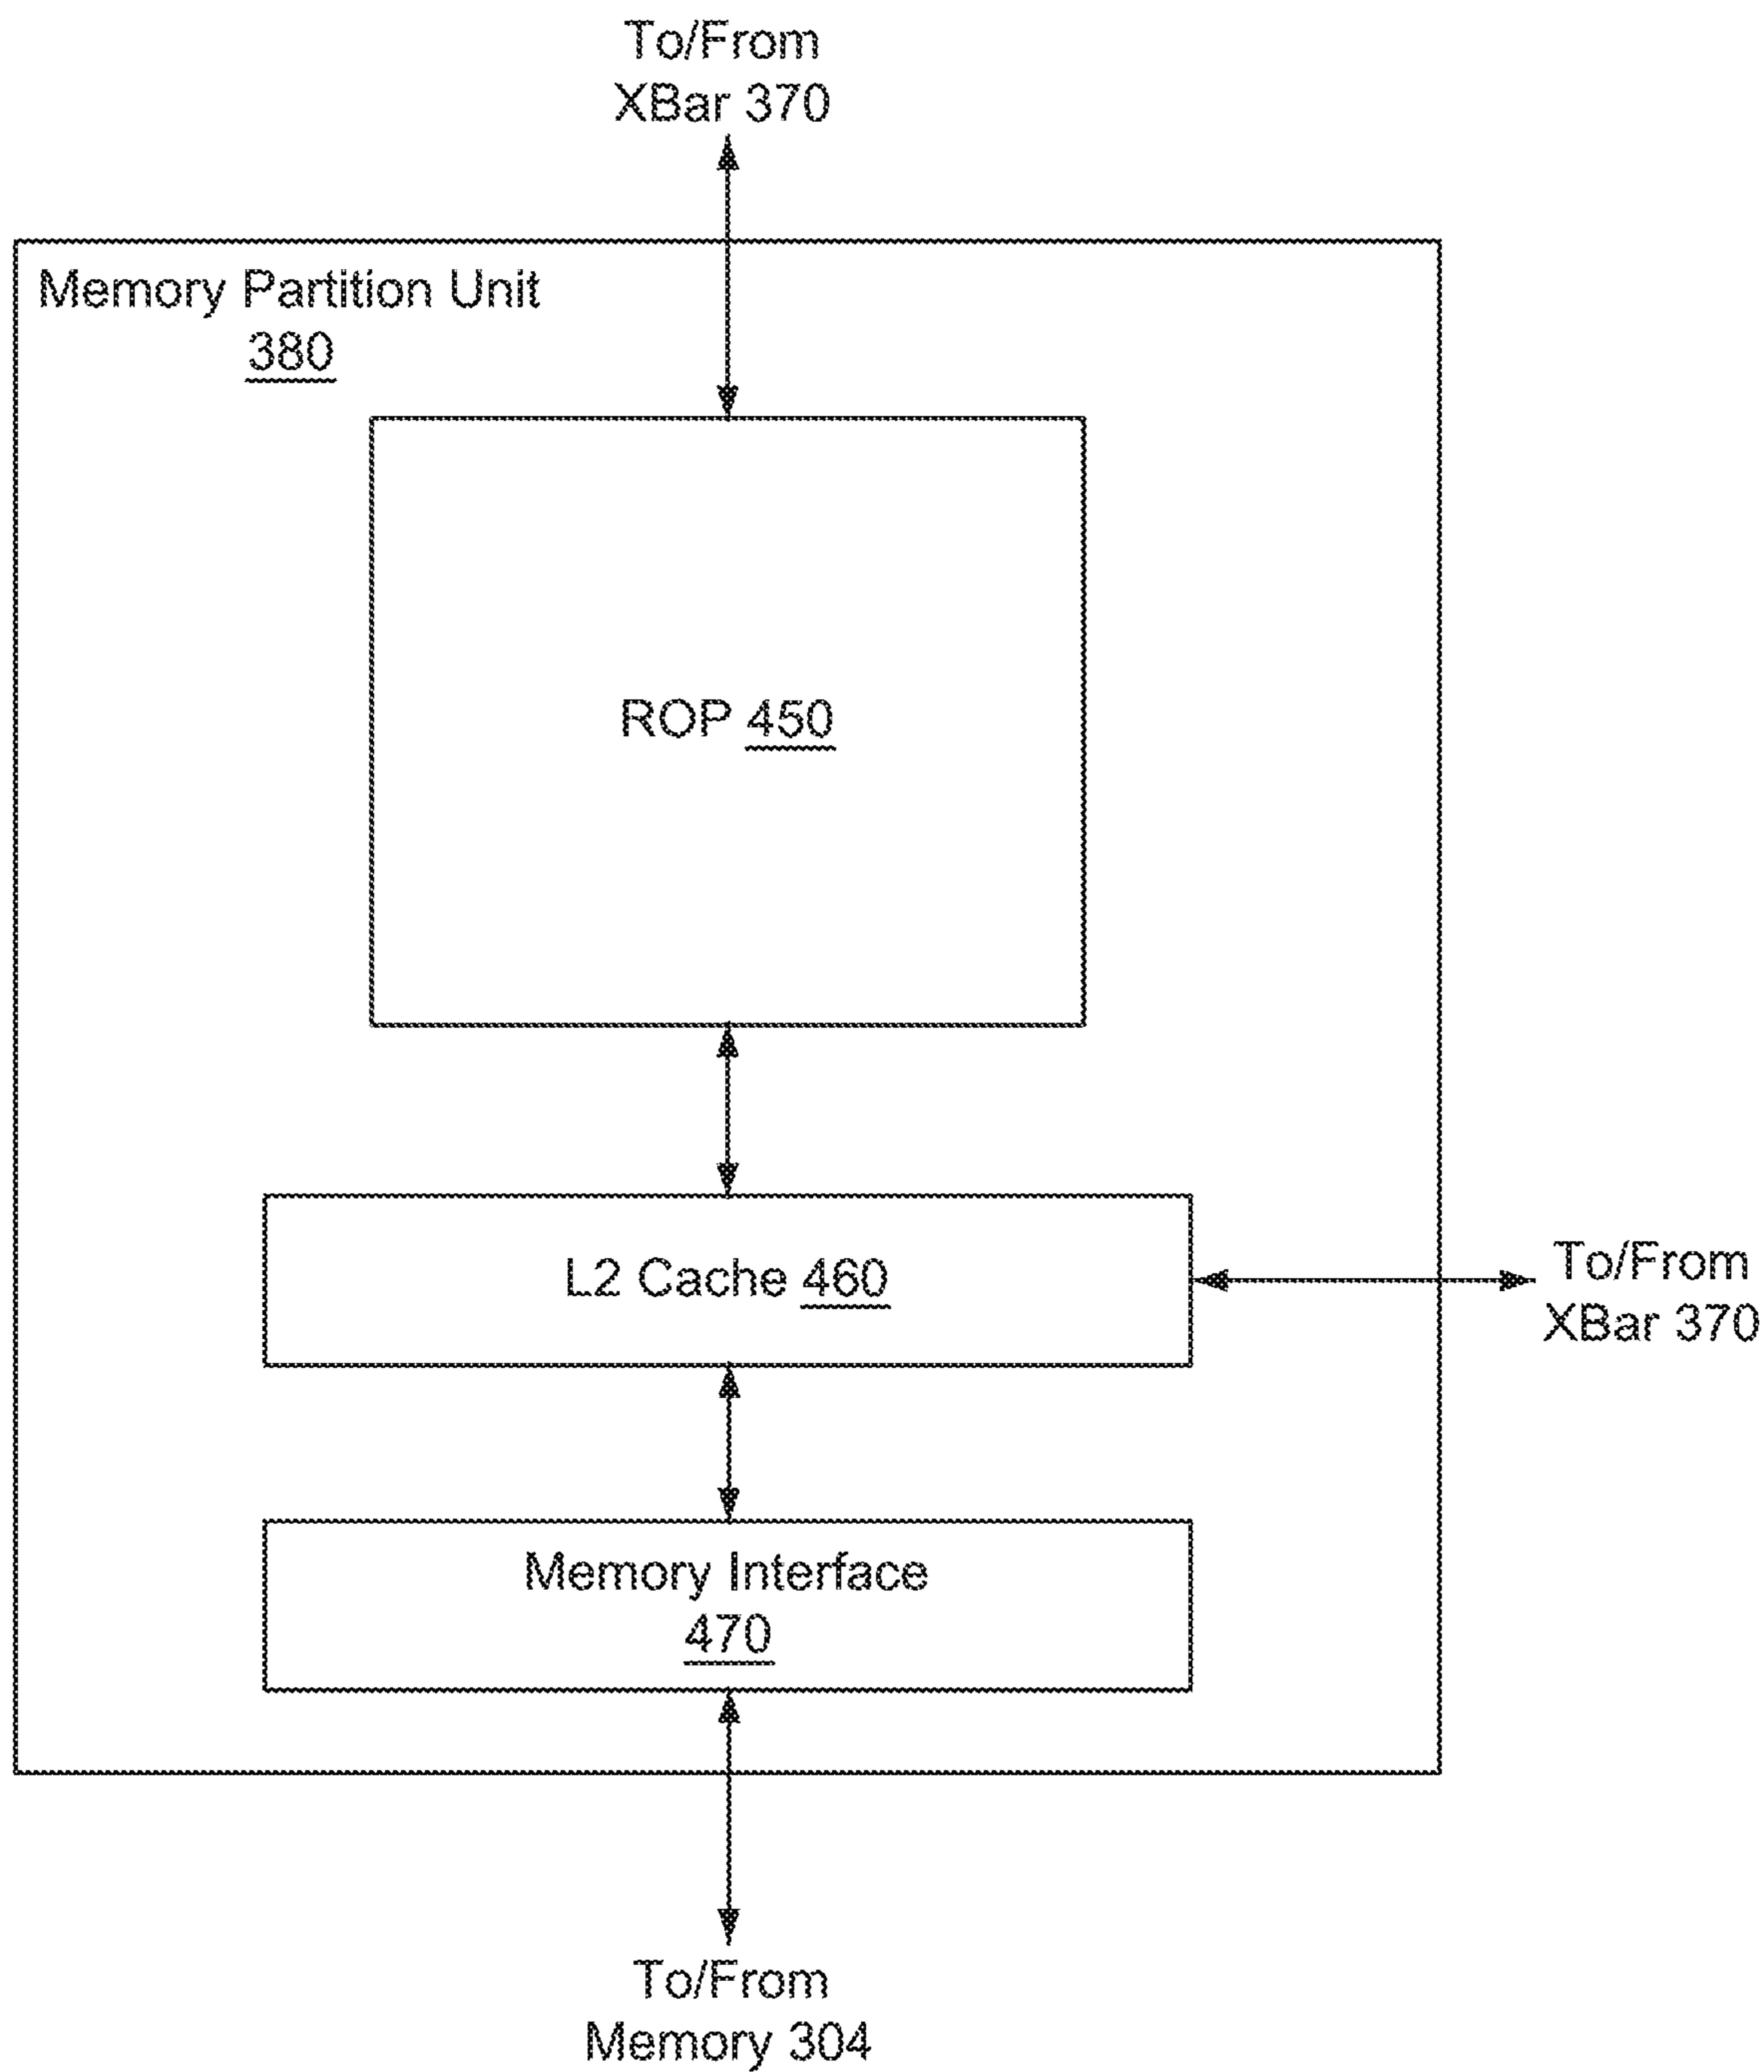 To/From
XBar 370
Memory Partition Unit
380
ROP 450
L2 Cache 460
To/From
XBar 370
Memory Interface
470
To/From
Memory 304